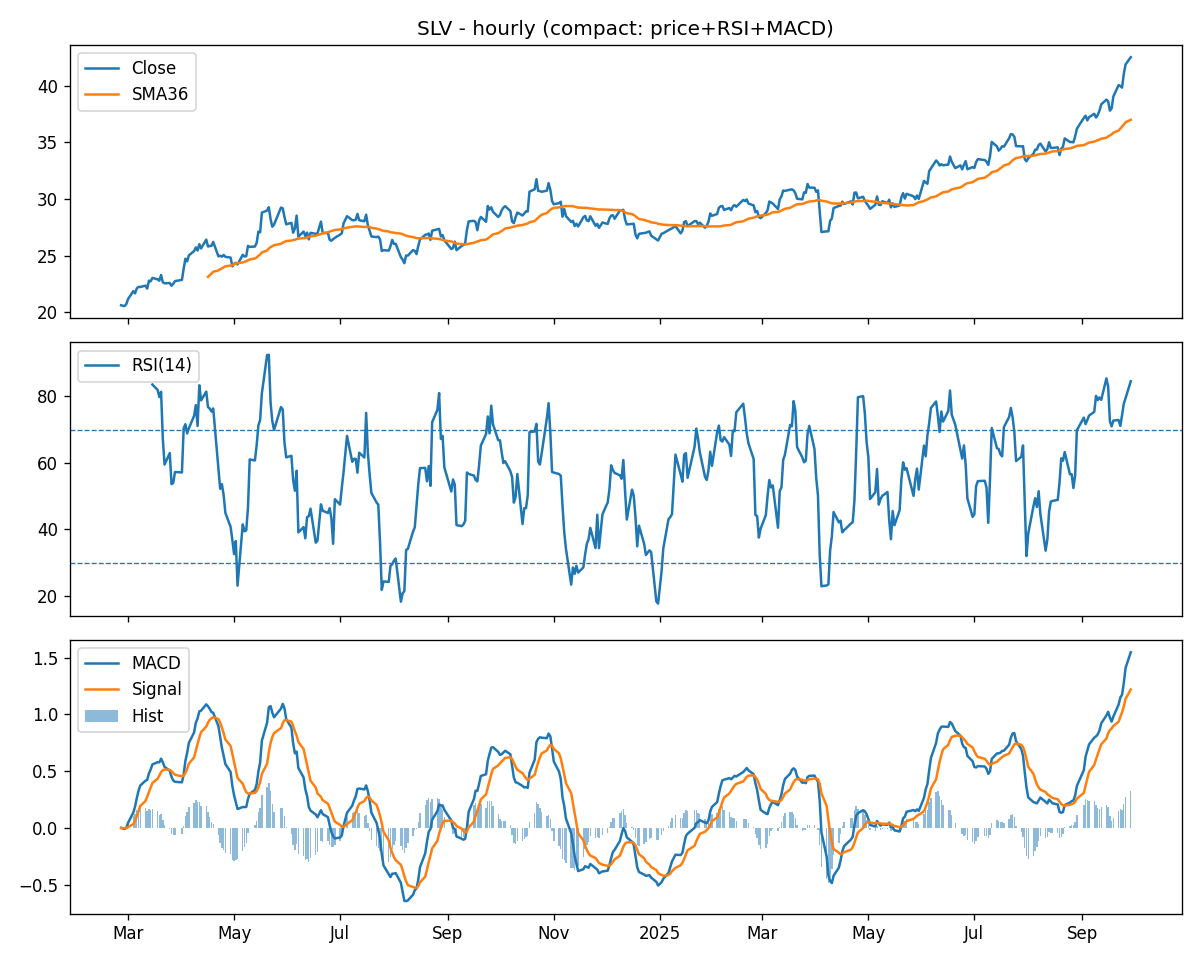 SLV - hourly (compact: price+RSI+MACD)
Close
SMA36
40
35
30
25
20
RSI(14)
80
60
40
20
MACD
Signal
Hist
1.5
1.0
0.5
0.0
−0.5
Mar May Jul Sep Nov 2025 Mar May Jul Sep